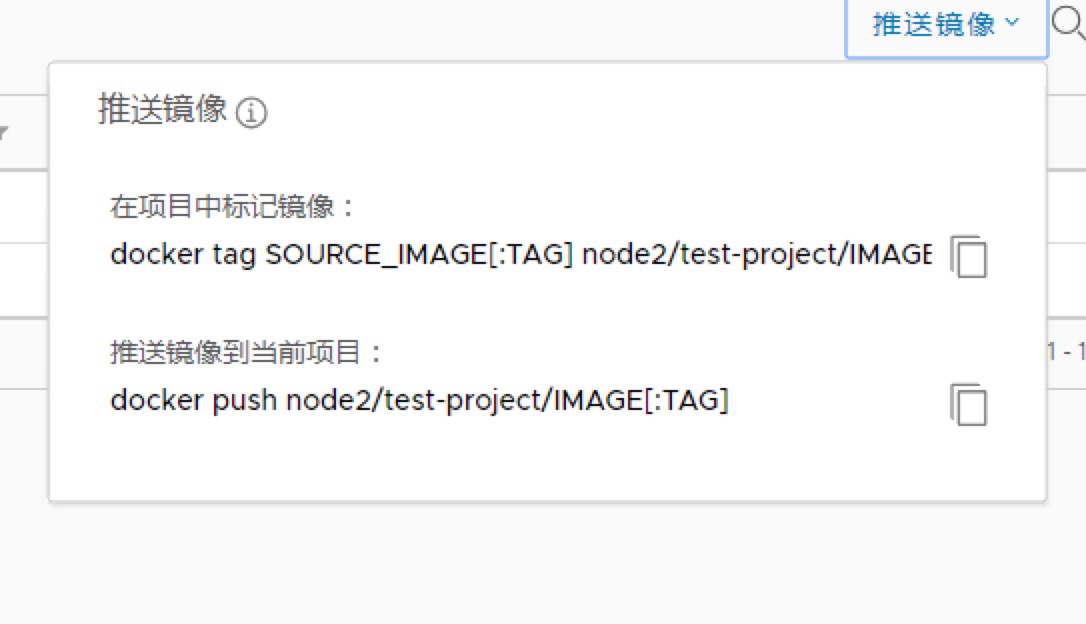 推送镜像
推送镜像
在项目中标记镜像：
docker tag SOURCE_IMAGE[:TAG] node2/test-project/IMAGE
推送镜像到当前项目：
1 - 1
docker push node2/test-project/IMAGE[:TAG]